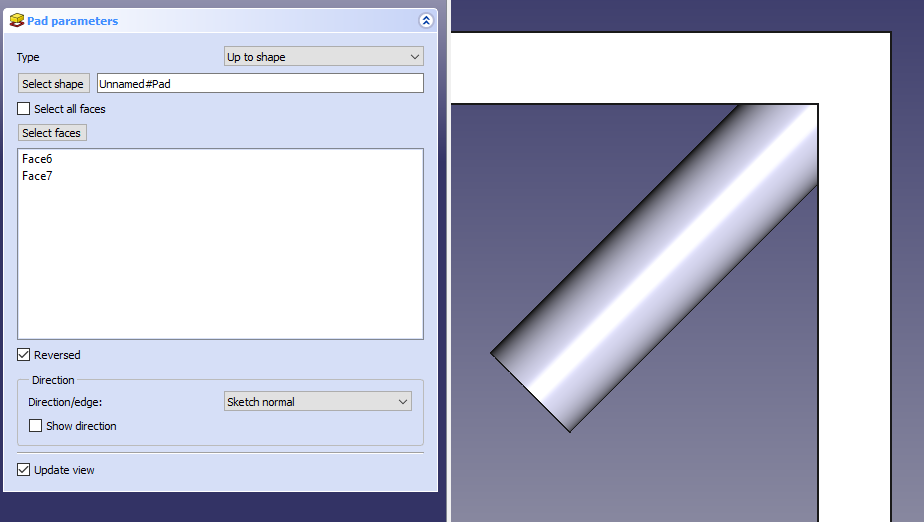 Pad parameters
Type Up to shape
Select shape Unnamed#Pad
Select all faces
Select faces
Face6
Face7
Reversed
Direction
Direction/edge: Sketch normal
Show direction
Update view